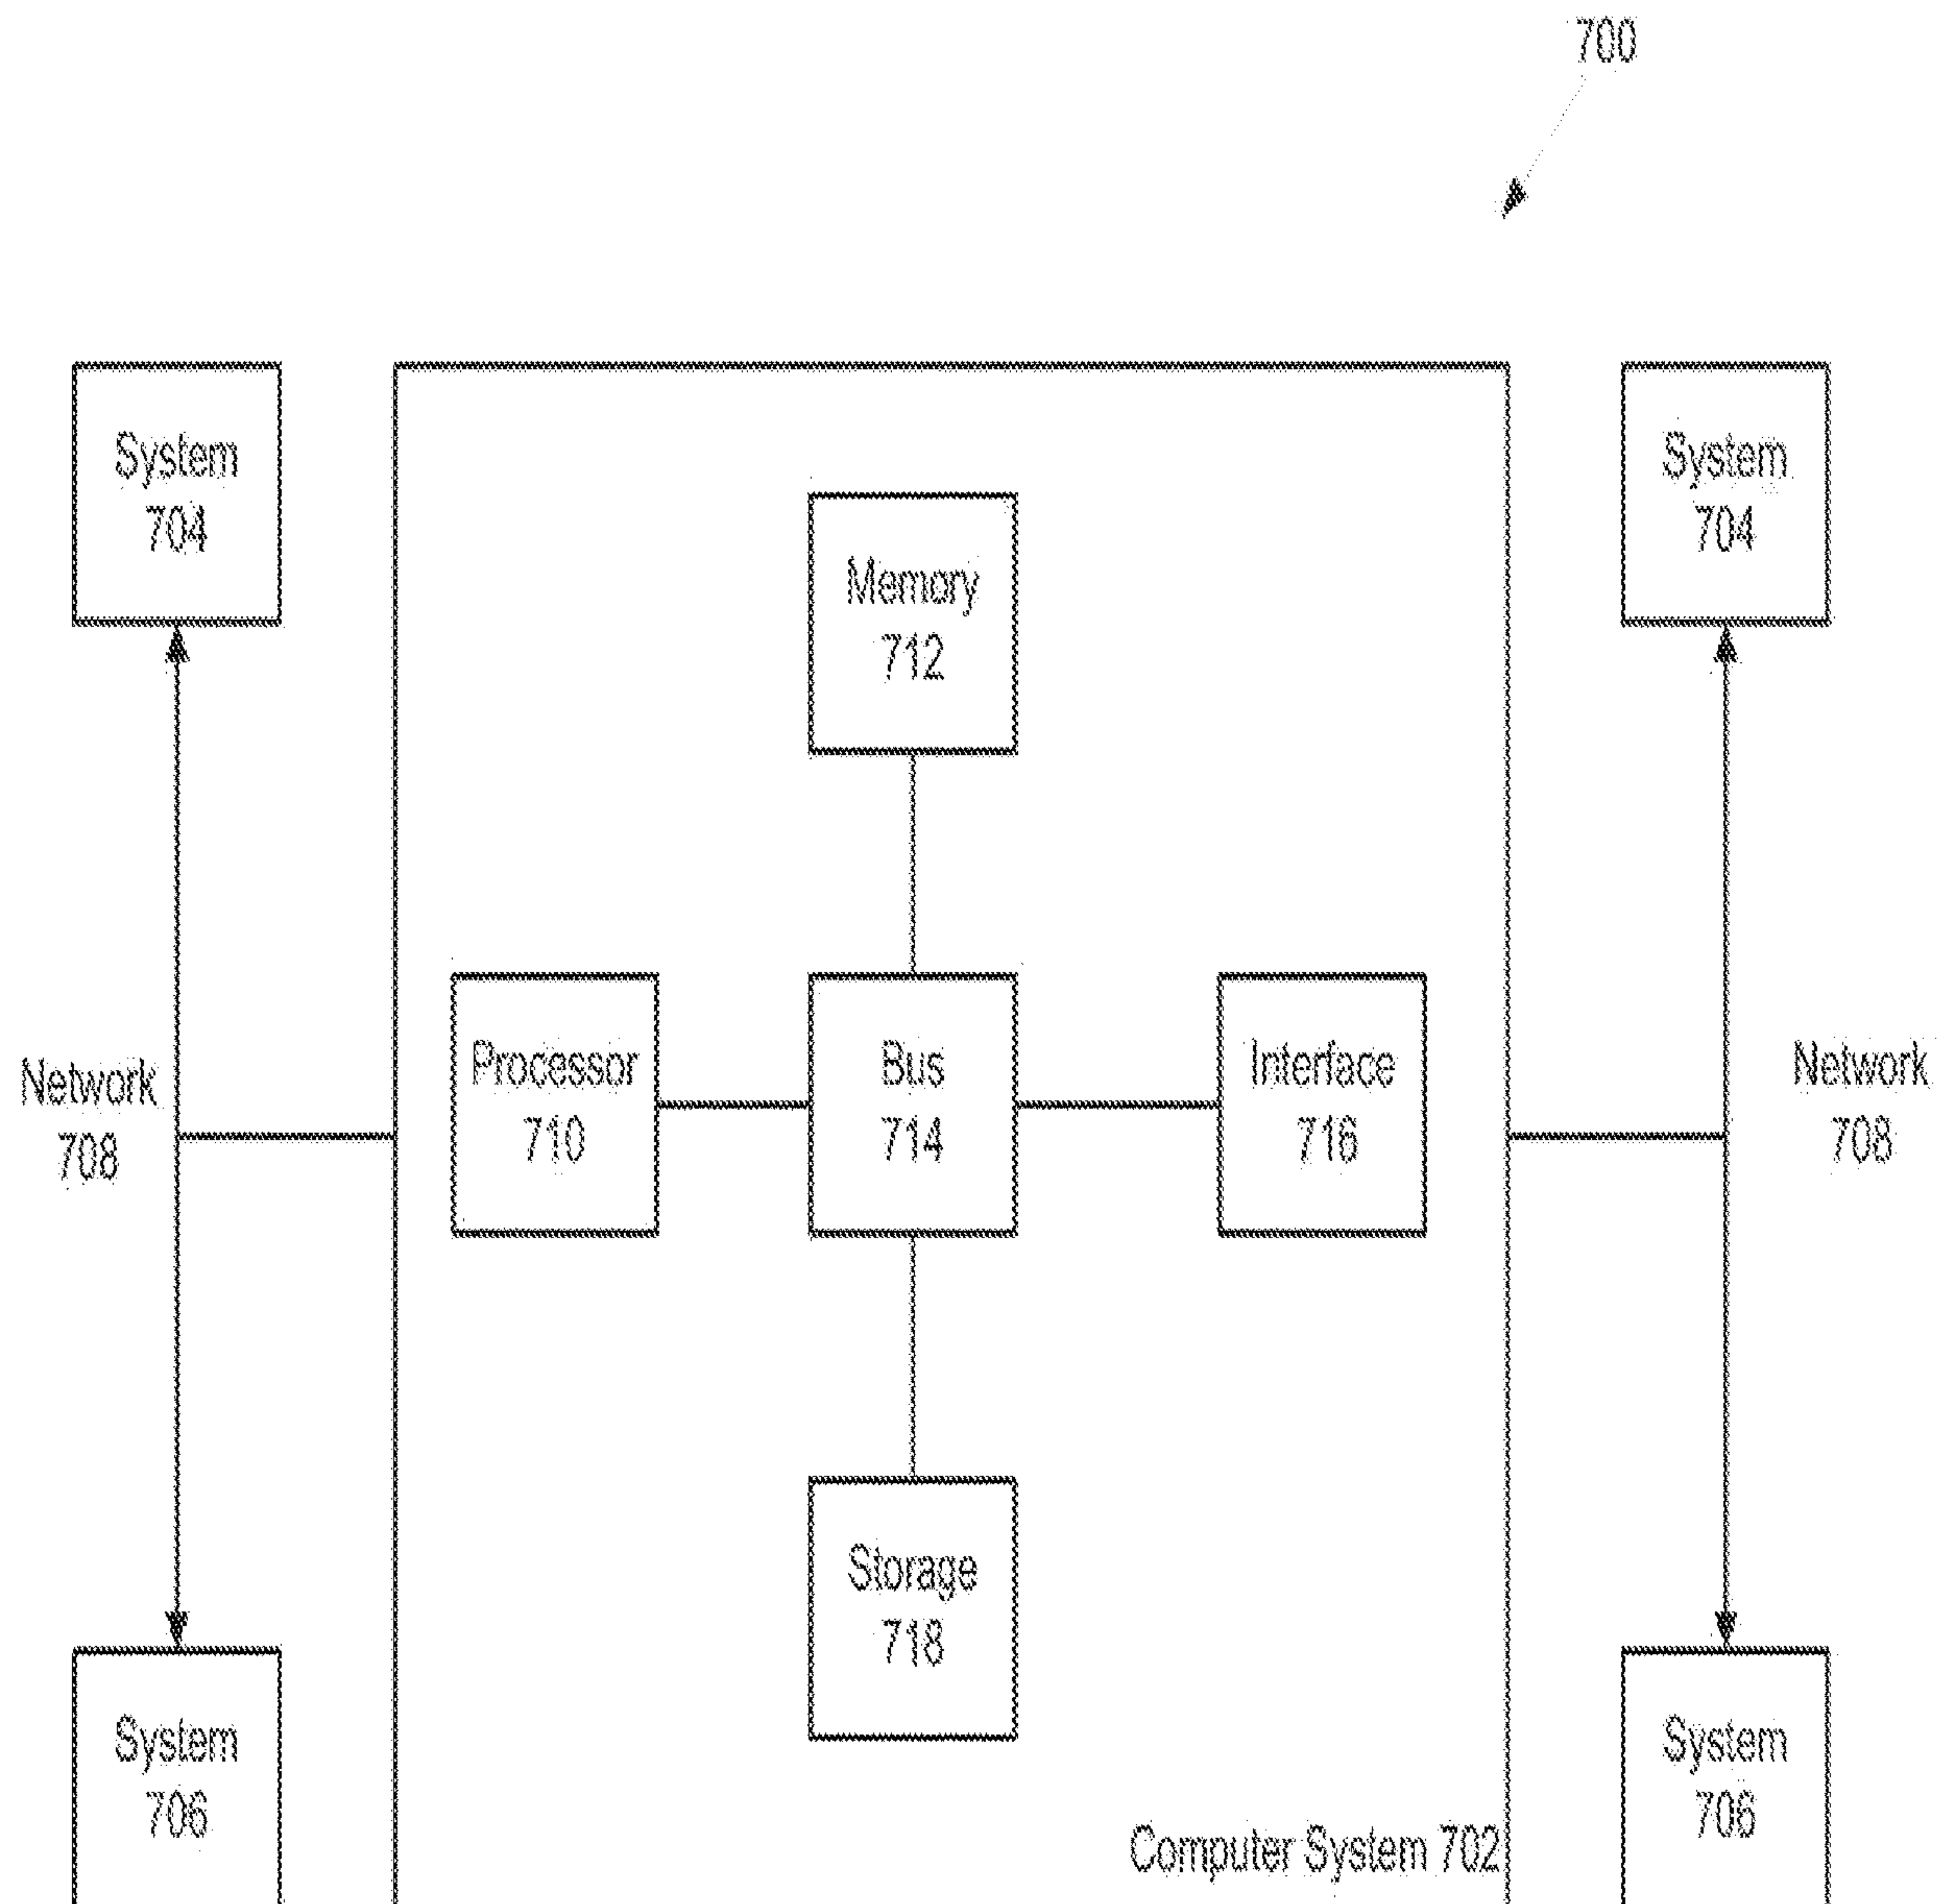 700
System
704
System
704
Memory
712
Network
708
Processor
710
Bus
714
Interface
716
Network
708
Storage
718
System
706
System
706
Computer System 702